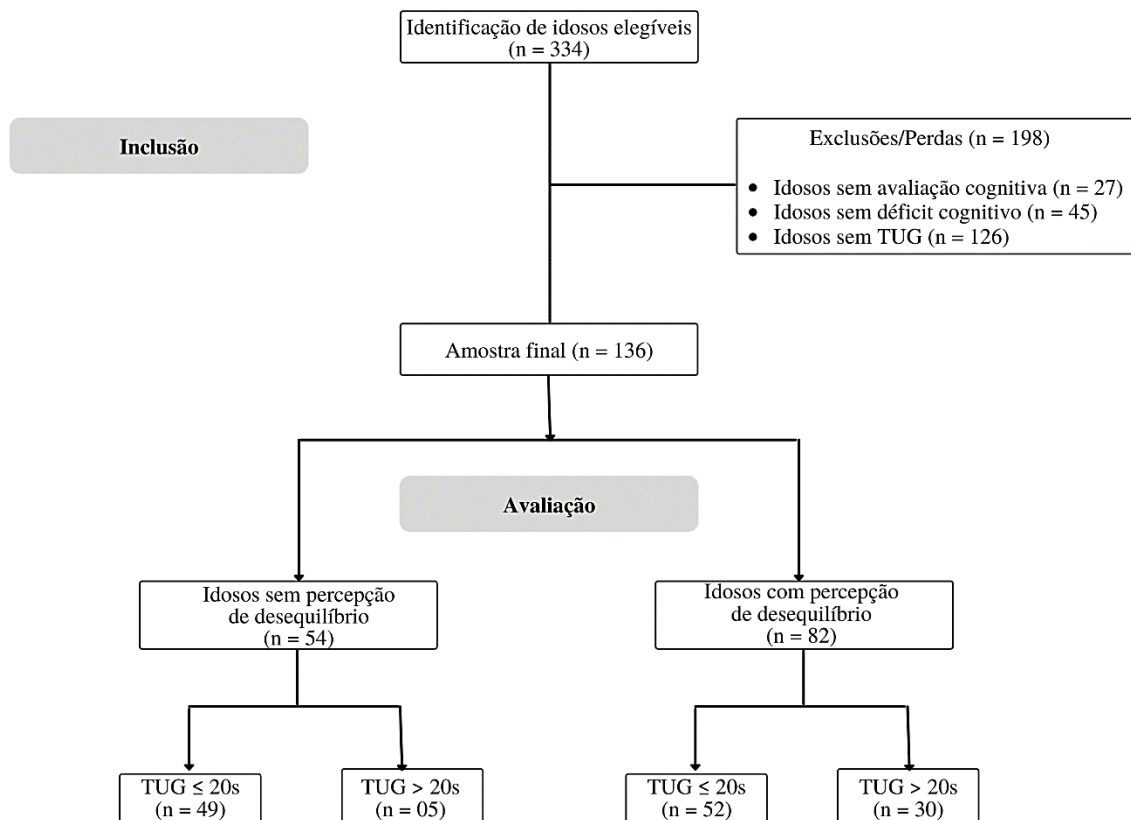 Identificação de idosos elegíveis
(n = 334)
Inclusão
Exclusões/Perdas (n = 198)
• Idosos sem avaliação cognitiva (n = 27)
• Idosos sem déficit cognitivo (n = 45)
• Idosos sem TUG (n = 126)
Amostra final (n = 136)
Avaliação
Idosos sem percepção
de desequilíbrio
(n = 54)
Idosos com percepção
de desequilíbrio
(n = 82)
TUG ≤ 20s
(n = 49)
TUG > 20s
(n = 05)
TUG ≤ 20s
(n = 52)
TUG > 20s
(n = 30)